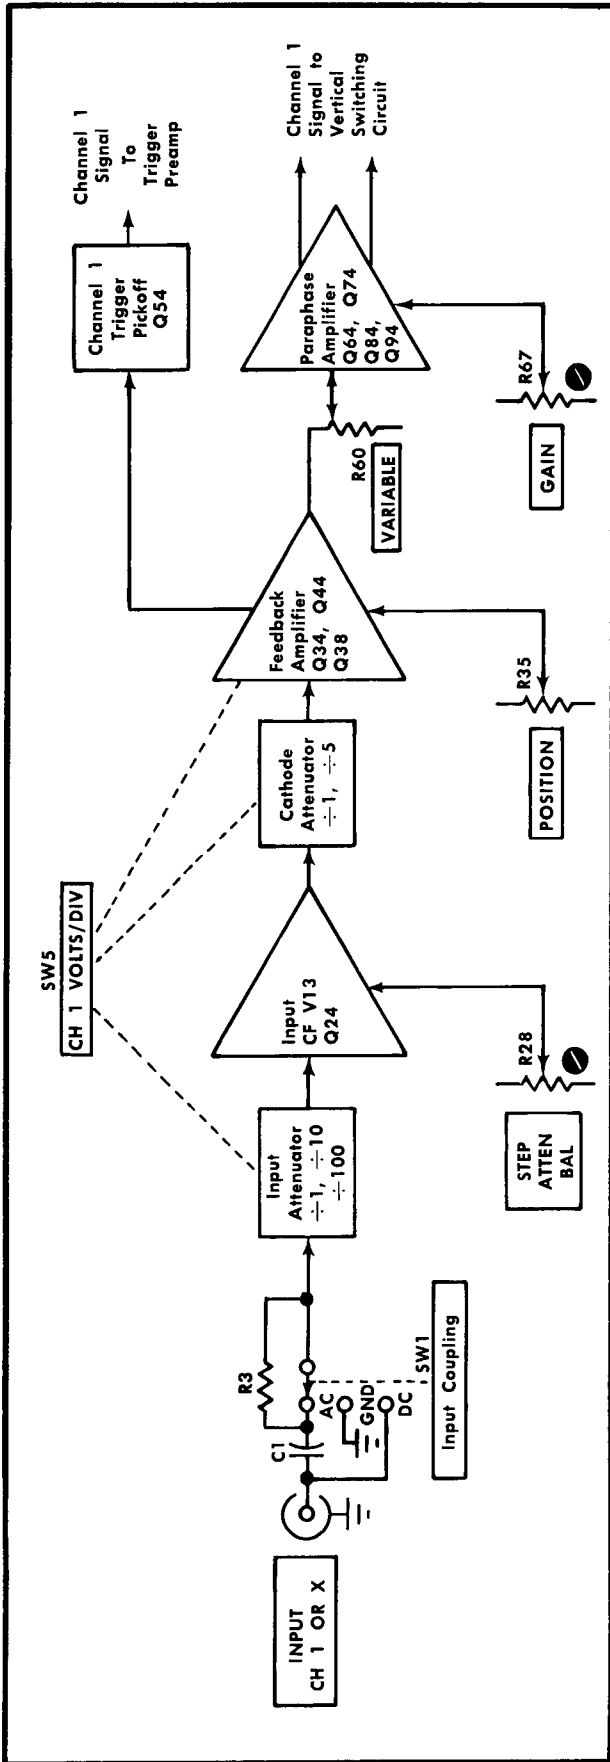 INPUT
CH 1 OR X
C1
R3
AC
GND
DC
SW1
Input Coupling
SW5
CH 1 VOLTS/DIV
Input
Attenuator
÷1, ÷10
÷100
Input
CF V13
Q24
R28
STEP
ATTEN
BAL
Cathode
Attenuator
÷1, ÷5
Feedback
Amplifier
Q34, Q44
Q38
R35
POSITION
Channel 1
Trigger
Pickoff
Q54
Channel 1
Signal
To
Trigger
Preamp
R60
VARIABLE
Paraphase
Amplifier
Q64, Q74
Q84,
Q94
R67
GAIN
Channel 1
Signal to
Vertical
Switching
Circuit